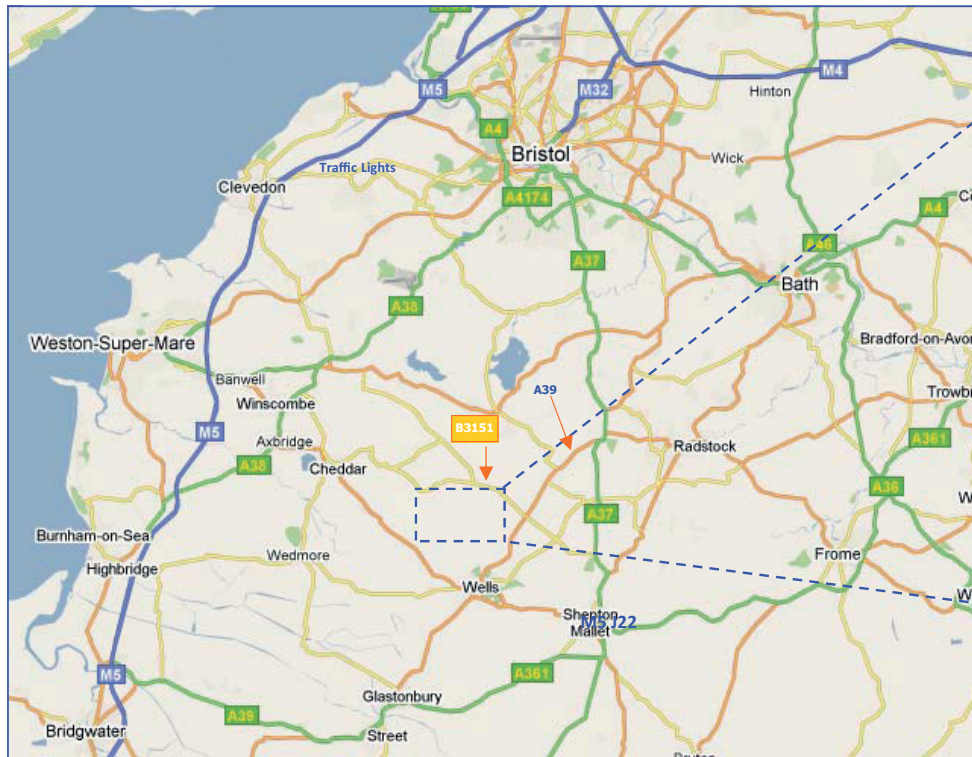 M5
M4
M32
Hinton
A4
Bristol
Wick
Traffic Lights
Clevedon
A4174
A4
A46
A37
Bath
A38
Weston-Super-Mare
Bradford-on-Avon
Banwell
A39
Trowb
Winscombe
B3151
M5
Axbridge
Radstock
A361
Cheddar
A38
A36
A37
Burnham-on-Sea
Wedmore
Frome
Highbridge
Wells
W
Shepton
Mallet
M5 J22
M5
A361
Glastonbury
A39
Bridgwater
Street